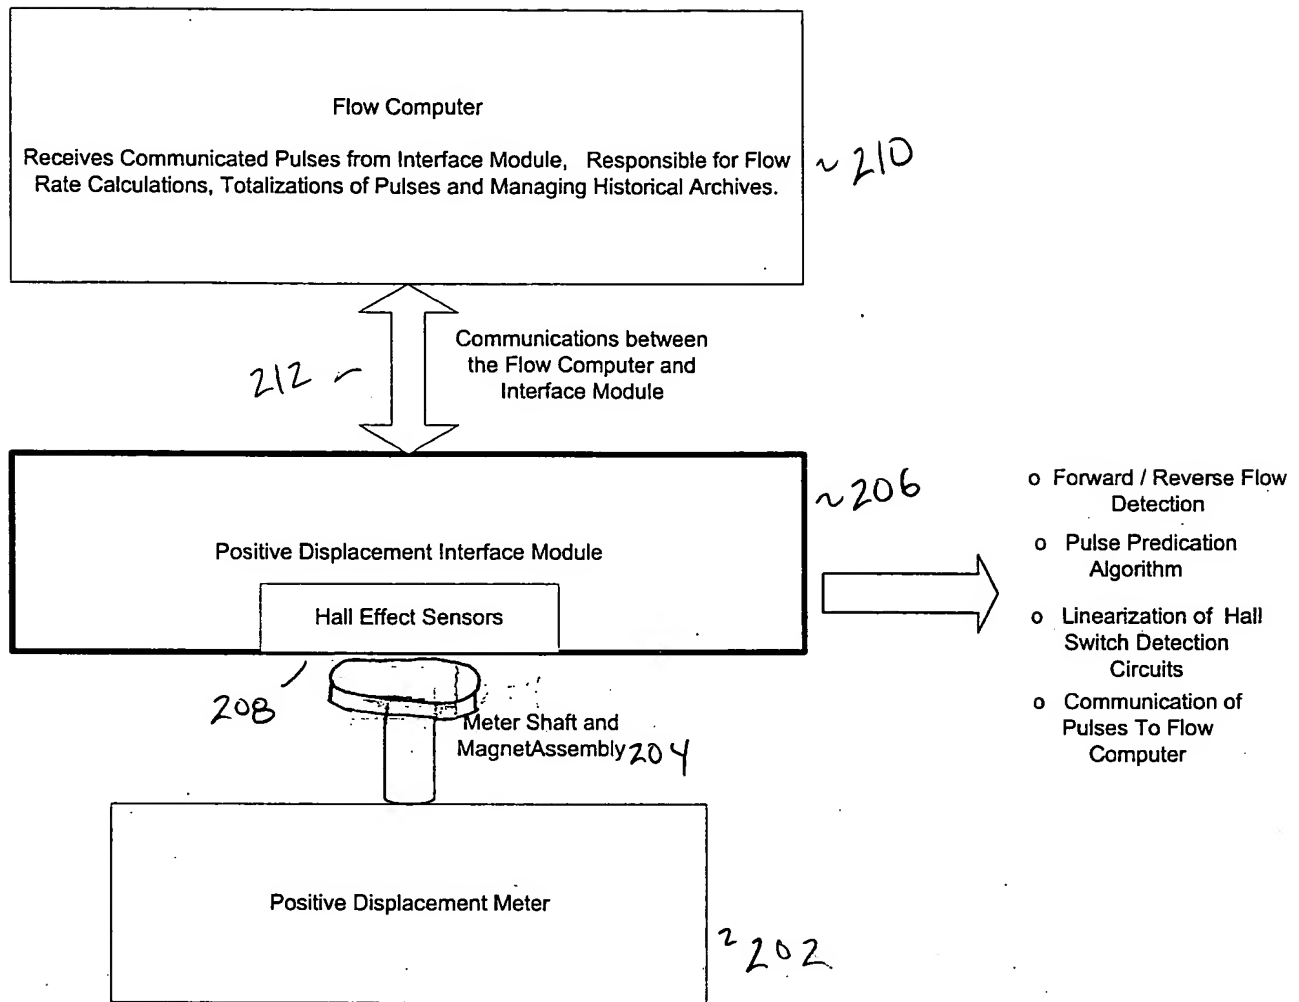 Flow Computer
Receives Communicated Pulses from Interface Module, Responsible for Flow
Rate Calculations, Totalizations of Pulses and Managing Historical Archives.
~ 210
Communications between
the Flow Computer and
Interface Module
212 ~
~206
Positive Displacement Interface Module
Hall Effect Sensors
208
Meter Shaft and
MagnetAssembly 204
Positive Displacement Meter
~ 202
o Forward / Reverse Flow
Detection
o Pulse Predication
Algorithm
o Linearization of Hall
Switch Detection
Circuits
o Communication of
Pulses To Flow
Computer